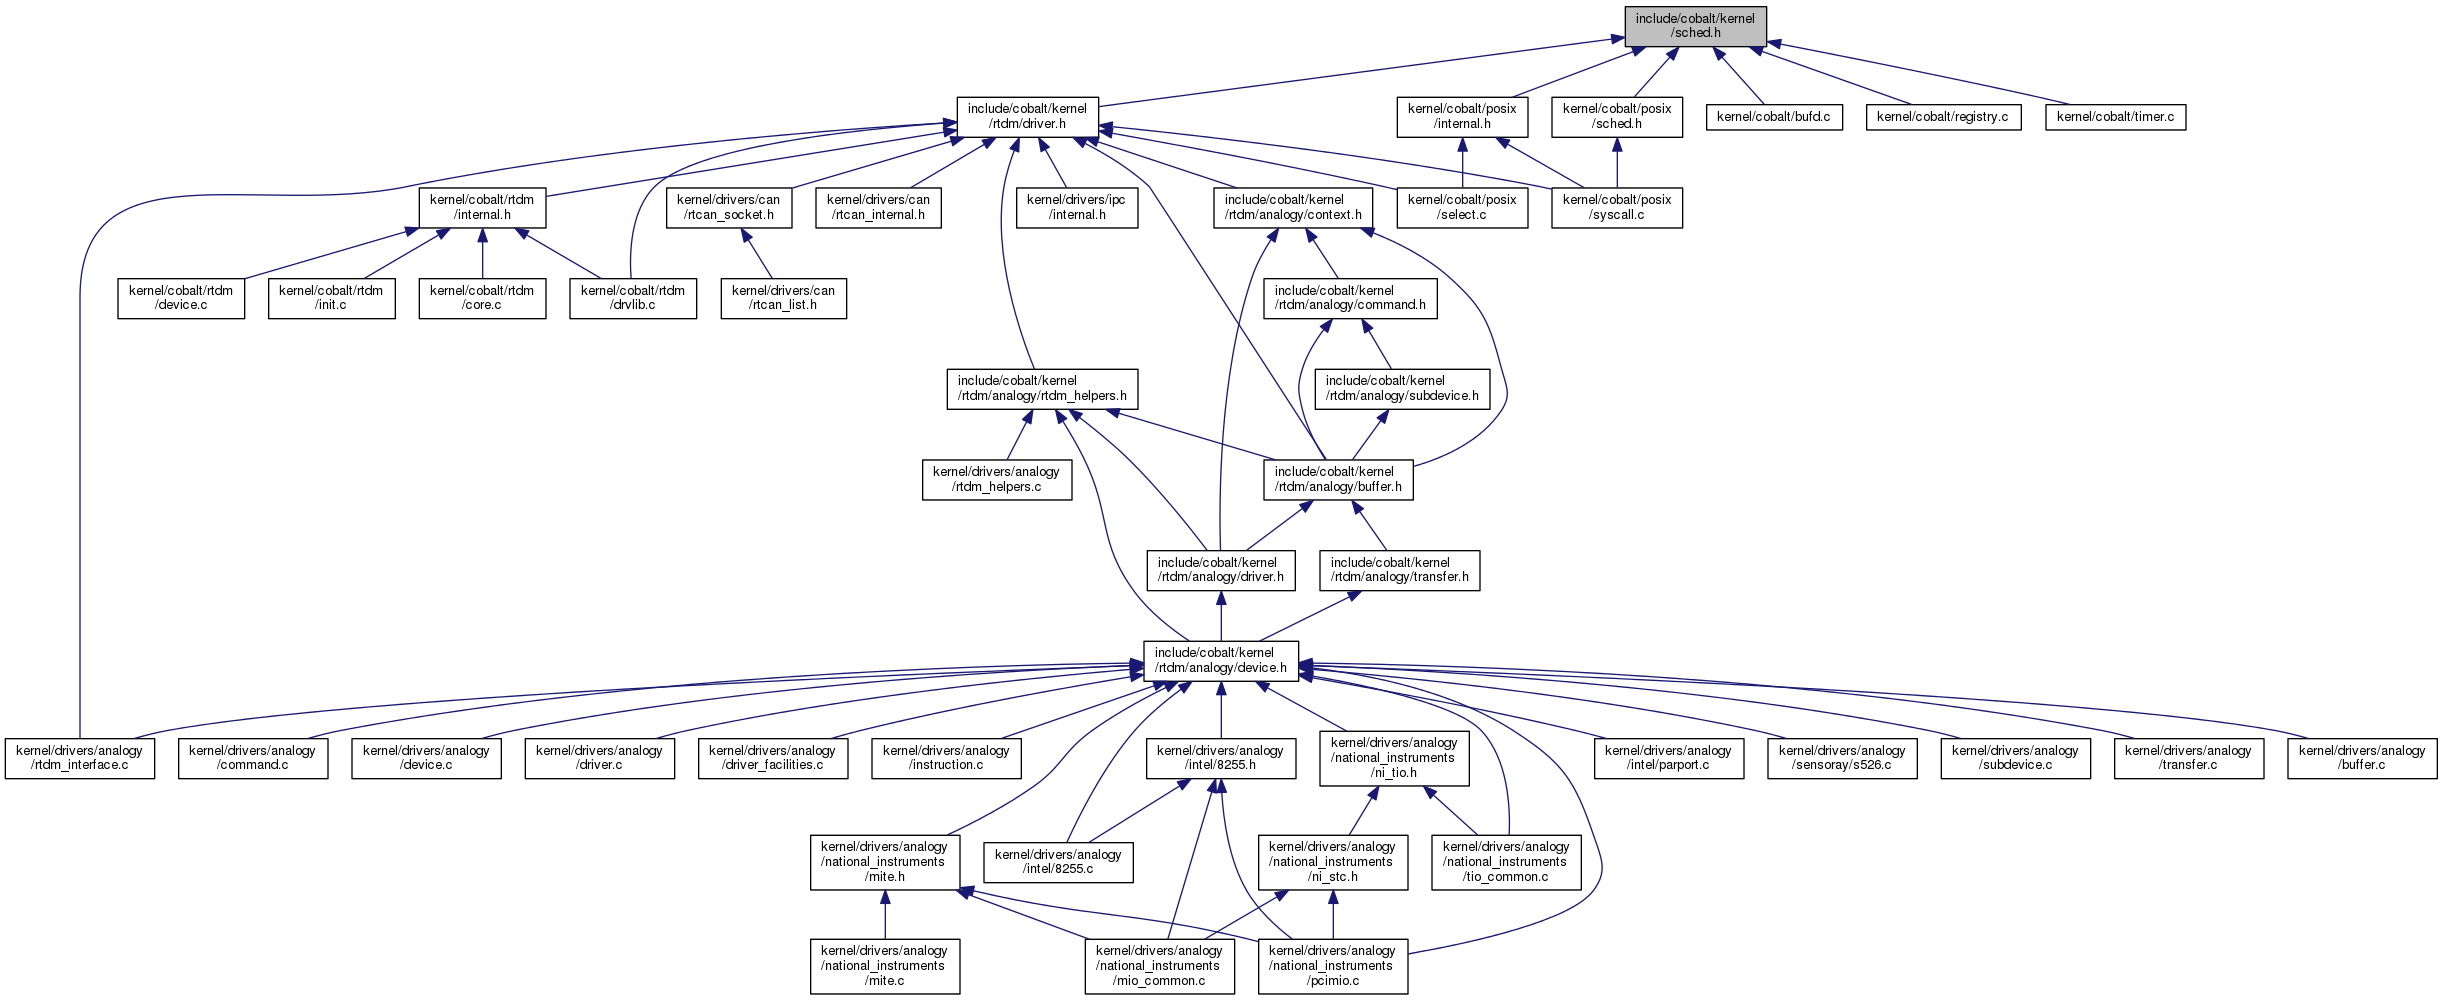 include/cobalt/kernel
/sched.h
include/cobalt/kernel
/rtdm/driver.h
kernel/cobalt/posix
/internal.h
kernel/cobalt/posix
/sched.h
kernel/cobalt/bufd.c
kernel/cobalt/registry.c
kernel/cobalt/timer.c
kernel/cobalt/rtdm
/internal.h
kernel/drivers/can
/rtcan_socket.h
kernel/drivers/can
/rtcan_internal.h
kernel/drivers/ipc
/internal.h
include/cobalt/kernel
/rtdm/analogy/context.h
kernel/cobalt/posix
/select.c
kernel/cobalt/posix
/syscall.c
kernel/cobalt/rtdm
/device.c
kernel/cobalt/rtdm
/init.c
kernel/cobalt/rtdm
/core.c
kernel/cobalt/rtdm
/drvlib.c
kernel/drivers/can
/rtcan_list.h
include/cobalt/kernel
/rtdm/analogy/command.h
include/cobalt/kernel
/rtdm/analogy/rtdm_helpers.h
include/cobalt/kernel
/rtdm/analogy/subdevice.h
kernel/drivers/analogy
/rtdm_helpers.c
include/cobalt/kernel
/rtdm/analogy/buffer.h
include/cobalt/kernel
/rtdm/analogy/driver.h
include/cobalt/kernel
/rtdm/analogy/transfer.h
include/cobalt/kernel
/rtdm/analogy/device.h
kernel/drivers/analogy
/rtdm_interface.c
kernel/drivers/analogy
/command.c
kernel/drivers/analogy
/device.c
kernel/drivers/analogy
/driver.c
kernel/drivers/analogy
/driver_facilities.c
kernel/drivers/analogy
/instruction.c
kernel/drivers/analogy
/intel/8255.h
kernel/drivers/analogy
/national_instruments
/ni_tio.h
kernel/drivers/analogy
/intel/parport.c
kernel/drivers/analogy
/sensoray/s526.c
kernel/drivers/analogy
/subdevice.c
kernel/drivers/analogy
/transfer.c
kernel/drivers/analogy
/buffer.c
kernel/drivers/analogy
/national_instruments
/mite.h
kernel/drivers/analogy
/intel/8255.c
kernel/drivers/analogy
/national_instruments
/ni_stc.h
kernel/drivers/analogy
/national_instruments
/tio_common.c
kernel/drivers/analogy
/national_instruments
/mite.c
kernel/drivers/analogy
/national_instruments
/mio_common.c
kernel/drivers/analogy
/national_instruments
/pcimio.c